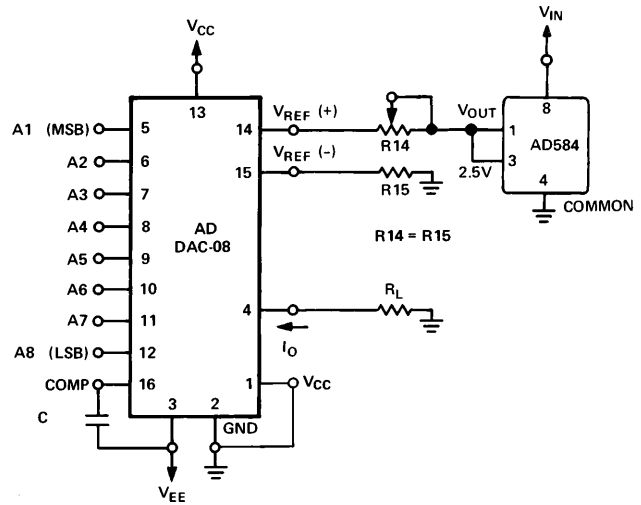 VCC
VIN
13
A1 (MSB) 5
14 VREF (+)
R14
VOUT
8
1
AD584
A2 6
15 VREF (-)
R15
2.5V
3
4
COMMON
A3 7
A4 8
AD
DAC-08
R14 = R15
A5 9
A6 10
A7 11
4
RL
IO
A8 (LSB) 12
COMP 16
1 VCC
C
3
2
GND
VEE